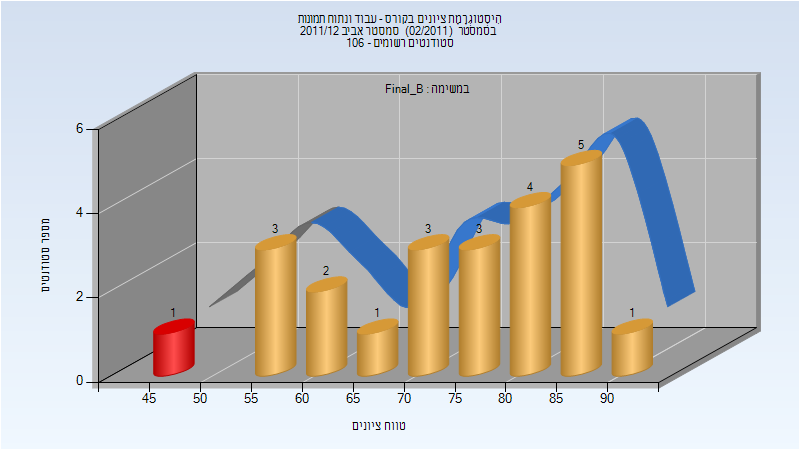 היסטוגרמת ציונים בקורס - עבוד ונתוח תמונות
בסמסטר (02/2011) סמסטר אביב 2011/12
סטודנטים רשומים - 106
במשימה : Final_B
מספר סטודנטים
6
4
2
0
1
3
2
1
3
3
4
5
1
45 50 55 60 65 70 75 80 85 90
טווח ציונים